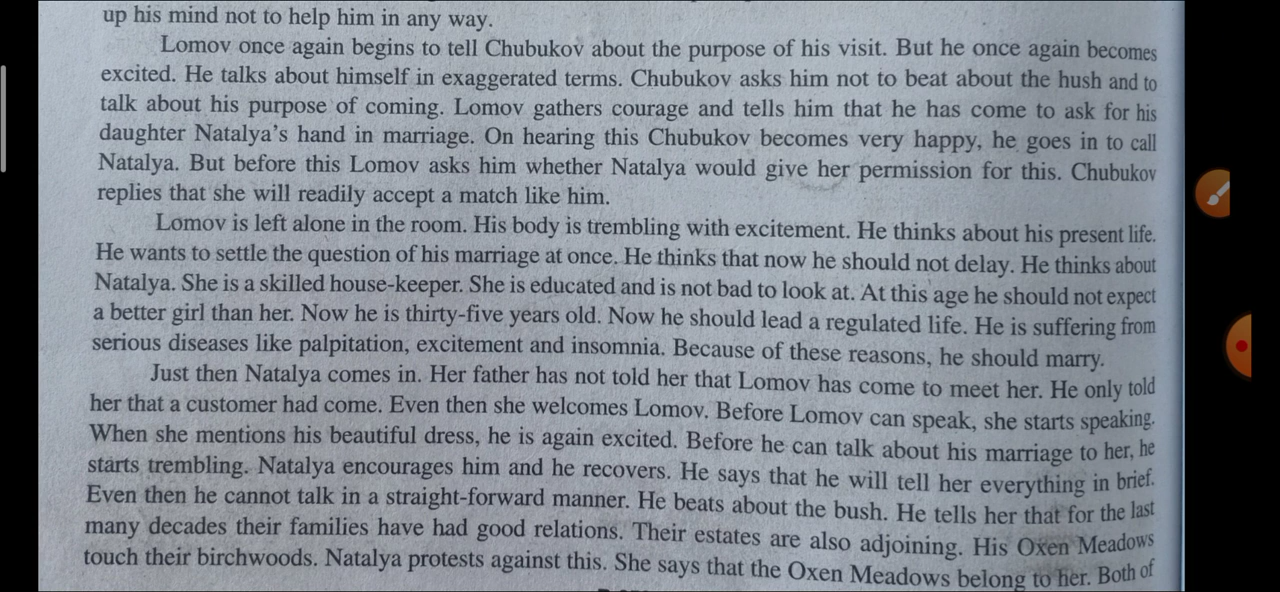 up his mind not to help him in any way.
Lomov once again begins to tell Chubukov about the purpose of his visit. But he once again becomes
excited. He talks about himself in exaggerated terms. Chubukov asks him not to beat about the hush and to
talk about his purpose of coming. Lomov gathers courage and tells him that he has come to ask for his
daughter Natalya's hand in marriage. On hearing this Chubukov becomes very happy, he goes in to call
Natalya. But before this Lomov asks him whether Natalya would give her permission for this. Chubukov
replies that she will readily accept a match like him.
Lomov is left alone in the room. His body is trembling with excitement. He thinks about his present life.
He wants to settle the question of his marriage at once. He thinks that now he should not delay. He thinks about
Natalya. She is a skilled house-keeper. She is educated and is not bad to look at. At this age he should not expect
a better girl than her. Now he is thirty-five years old. Now he should lead a regulated life. He is suffering from
serious diseases like palpitation, excitement and insomnia. Because of these reasons, he should marry.
Just then Natalya comes in. Her father has not told her that Lomov has come to meet her. He only told
her that a customer had come. Even then she welcomes Lomov. Before Lomov can speak, she starts speaking.
When she mentions his beautiful dress, he is again excited. Before he can talk about his marriage to her, he
starts trembling. Natalya encourages him and he recovers. He says that he will tell her everything in brief.
Even then he cannot talk in a straight-forward manner. He beats about the bush. He tells her that for the last
many decades their families have had good relations. Their estates are also adjoining. His Oxen Meadows
touch their birchwoods. Natalya protests against this. She says that the Oxen Meadows belong to her. Both of